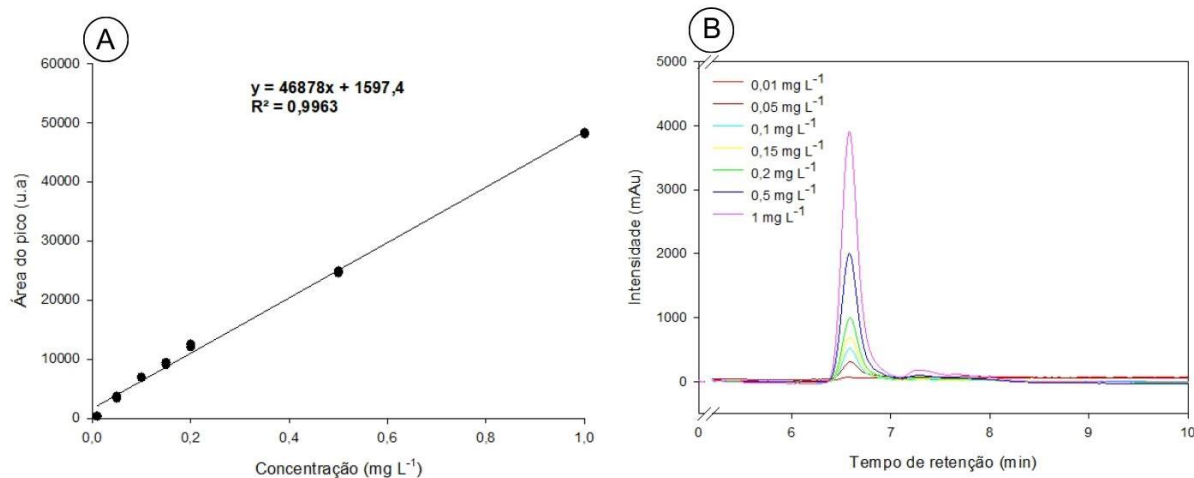 A
60000
50000
40000
30000
20000
10000
0
Área do pico (u.a)
y = 46878x + 1597,4
R² = 0,9963
0,0 0,2 0,4 0,6 0,8 1,0
Concentração (mg L⁻¹)
B
5000
4000
3000
2000
1000
0
Intensidade (mAu)
0,01 mg L⁻¹
0,05 mg L⁻¹
0,1 mg L⁻¹
0,15 mg L⁻¹
0,2 mg L⁻¹
0,5 mg L⁻¹
1 mg L⁻¹
0 6 7 8 9 10
Tempo de retenção (min)